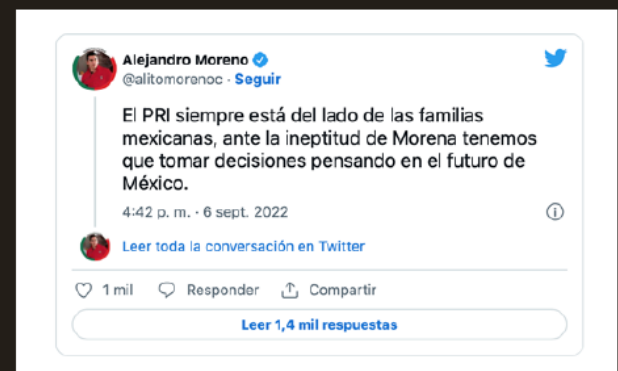 Alejandro Moreno
@alitomorenoc · Seguir
El PRI siempre está del lado de las familias
mexicanas, ante la ineptitud de Morena tenemos
que tomar decisiones pensando en el futuro de
México.
4:42 p. m. · 6 sept. 2022
Leer toda la conversación en Twitter
1 mil Responder Compartir
Leer 1,4 mil respuestas